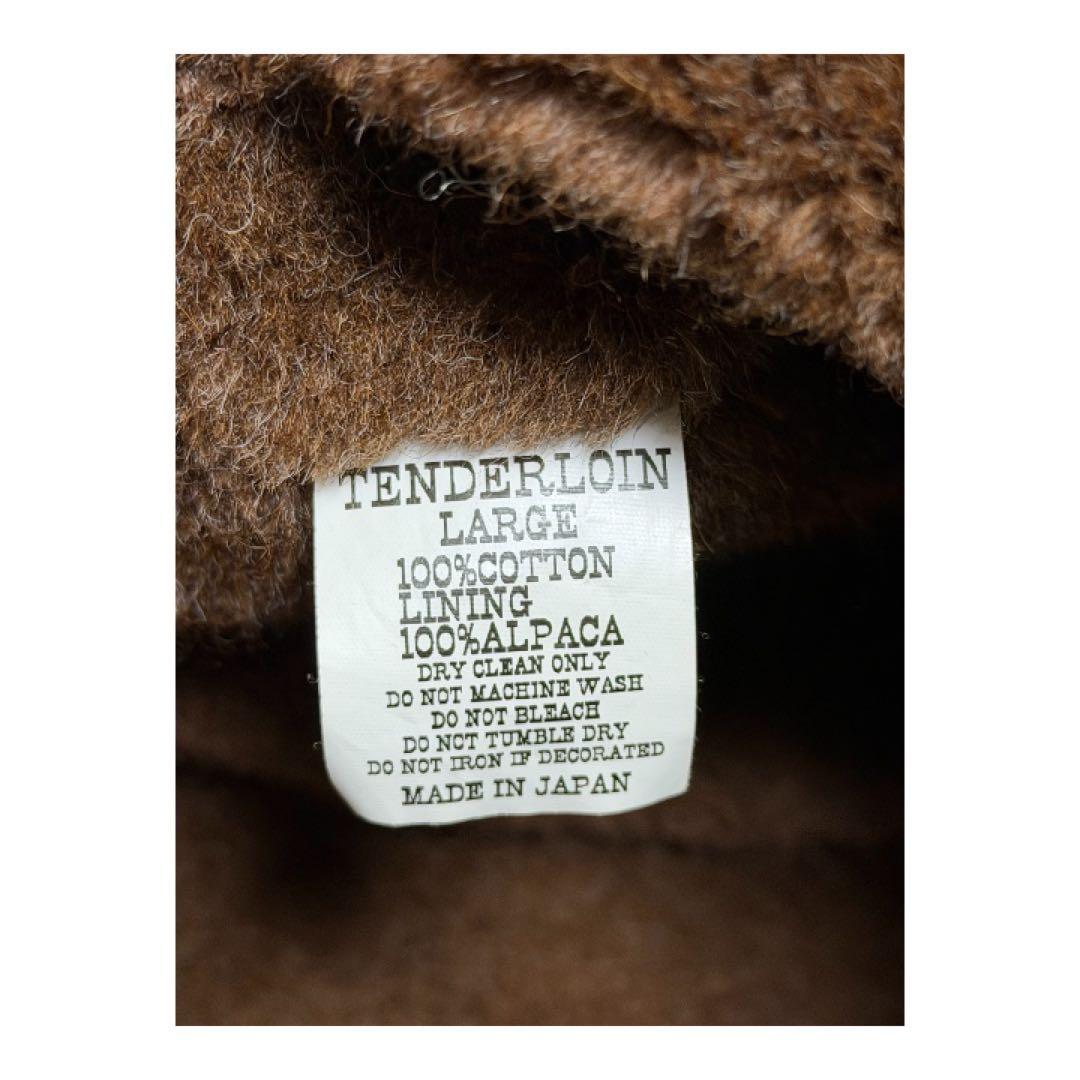 TENDERLOIN
LARGE
100%COTTON
LINING
100%ALPACA
DRY CLEAN ONLY
DO NOT MACHINE WASH
DO NOT BLEACH
DO NOT TUMBLE DRY
DO NOT IRON IF DECORATED
MADE IN JAPAN